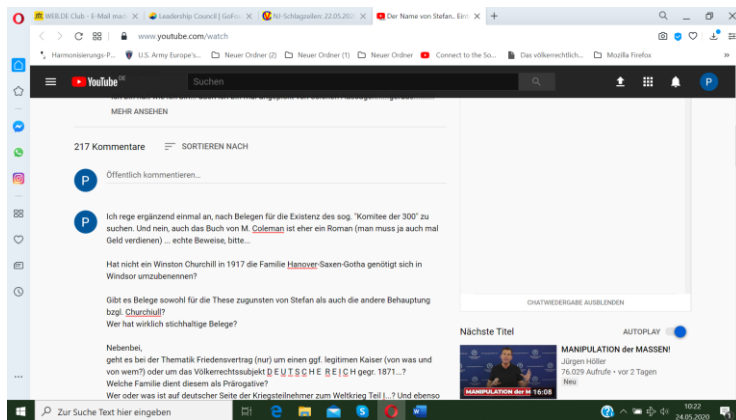 WEB.DE Club - E-Mail mad
Leadership Council | GoFou
NJ-Schlagzeilen: 22.05.202
Der Name von Stefan.. Eint
www.youtube.com/watch
Harmonisierungs-P...
U.S. Army Europe's...
Neuer Ordner (2)
Neuer Ordner (1)
Neuer Ordner
Connect to the So...
Das völkerrechtlich...
Mozilla Firefox
YouTube DE
Suchen
P
MEHR ANSEHEN
217 Kommentare
SORTIEREN NACH
P
Öffentlich kommentieren...
P
Ich rege ergänzend einmal an, nach Belegen für die Existenz des sog. "Komitee der 300" zu
suchen. Und nein, auch das Buch von M. Coleman ist eher ein Roman (man muss ja auch mal
Geld verdienen) ... echte Beweise, bitte...
Hat nicht ein Winston Churchill in 1917 die Familie Hanover-Saxen-Gotha genötigt sich in
Windsor umzubenennen?
Gibt es Belege sowohl für die These zugunsten von Stefan als auch die andere Behauptung
bzgl. Churchiull?
Wer hat wirklich stichhaltige Belege?
Nebenbei,
geht es bei der Thematik Friedensvertrag (nur) um einen ggf. legitimen Kaiser (von was und
von wem?) oder um das Völkerrechtssubjekt D E U T S C H E R E I C H gegr. 1871...?
Welche Familie dient diesem als Prärogative?
Wer oder was ist auf deutscher Seite der Kriegsteilnehmer zum Weltkrieg Teil I...? Und ebenso
CHATWIEDERGABE AUSBLENDEN
Nächste Titel
AUTOPLAY
MANIPULATION der M
16:08
MANIPULATION der MASSEN!
Jürgen Höller
76.029 Aufrufe • vor 2 Tagen
Neu
Zur Suche Text hier eingeben
10:22
24.05.2020